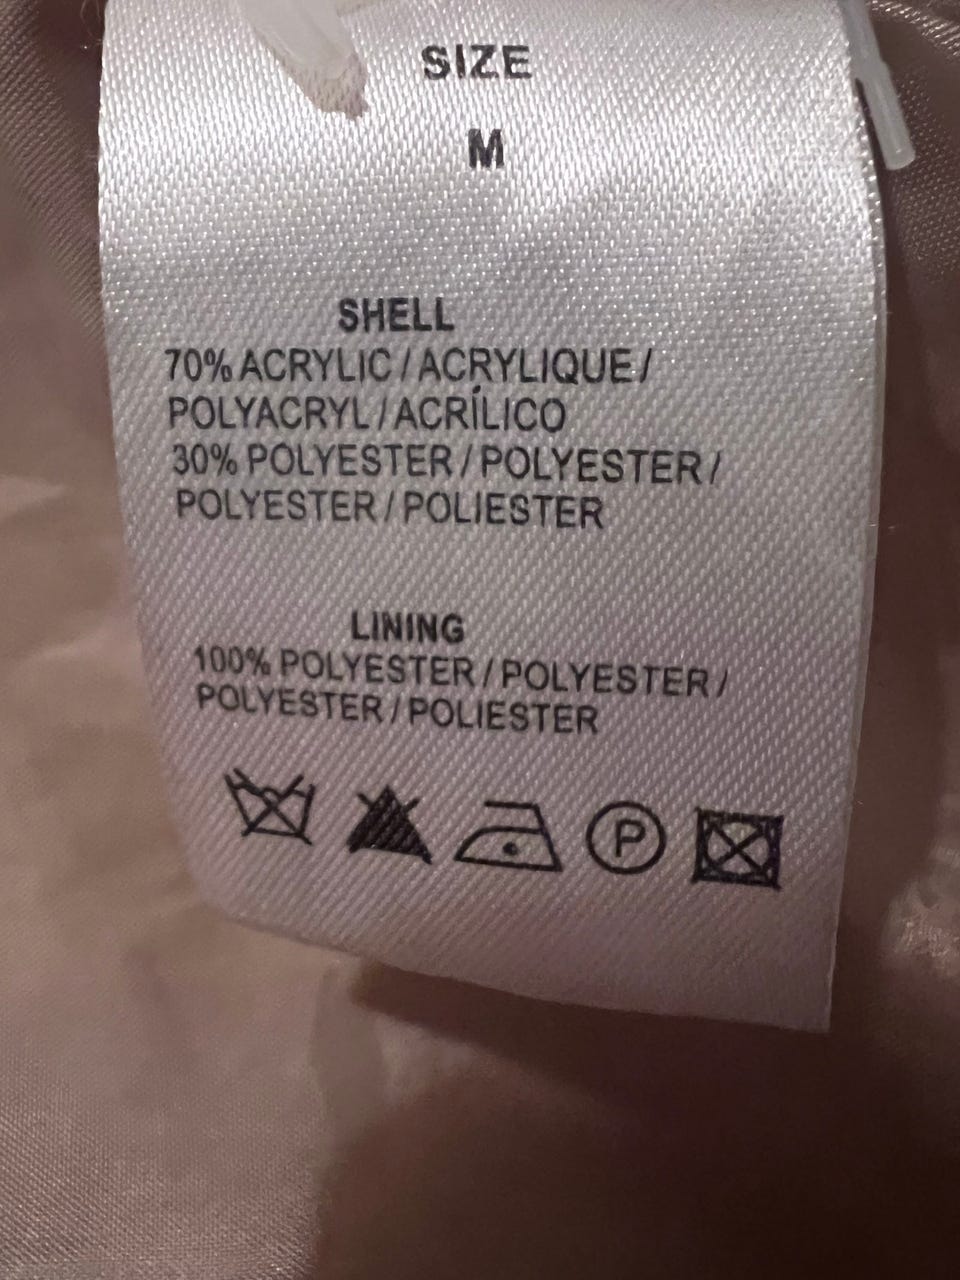 SIZE
M
SHELL
70% ACRYLIC / ACRYLIQUE /
POLYACRYL / ACRÍLICO
30% POLYESTER / POLYESTER /
POLYESTER / POLIESTER
LINING
100% POLYESTER / POLYESTER /
POLYESTER / POLIESTER
P